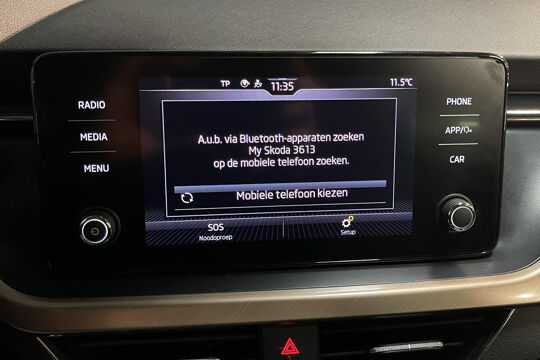 TP 11:35 11.5°C
RADIO
MEDIA
MENU
A.u.b. via Bluetooth-apparaten zoeken
My Skoda 3613
op de mobiele telefoon zoeken.
Mobiele telefoon kiezen
SOS
Noodoproep
Setup
PHONE
APP/
CAR